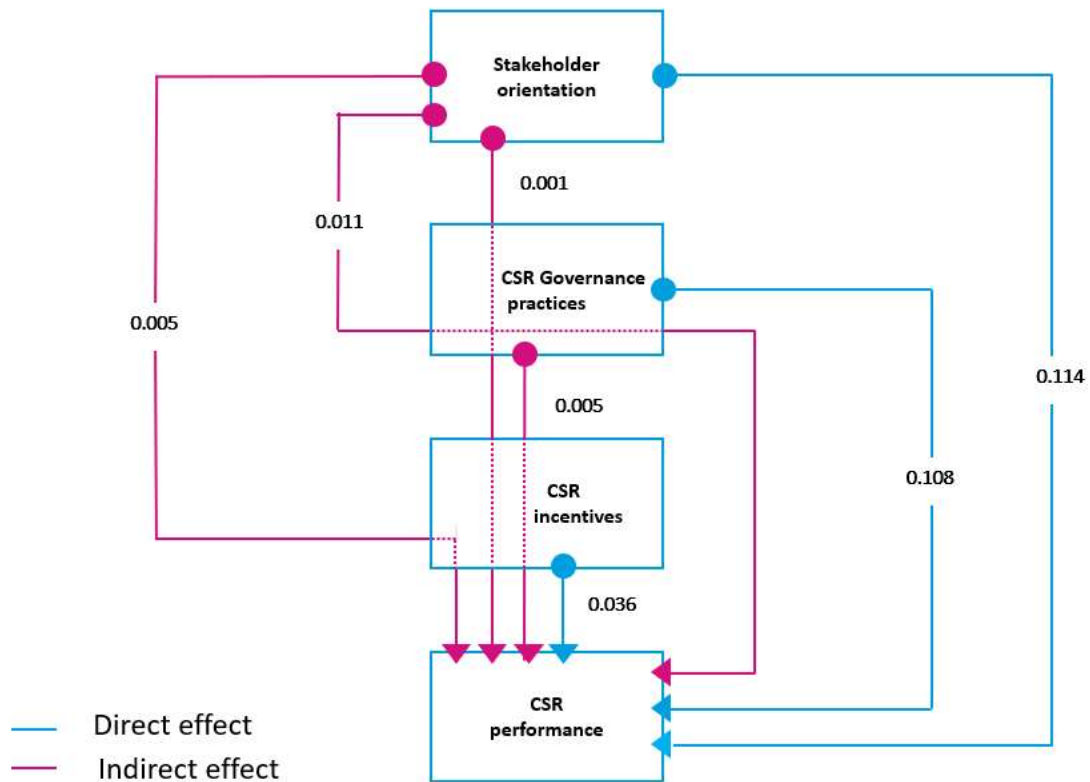 Stakeholder
orientation
0.001
0.011
CSR Governance
practices
0.005
0.114
0.005
0.108
CSR
incentives
0.036
CSR
performance
Direct effect
Indirect effect